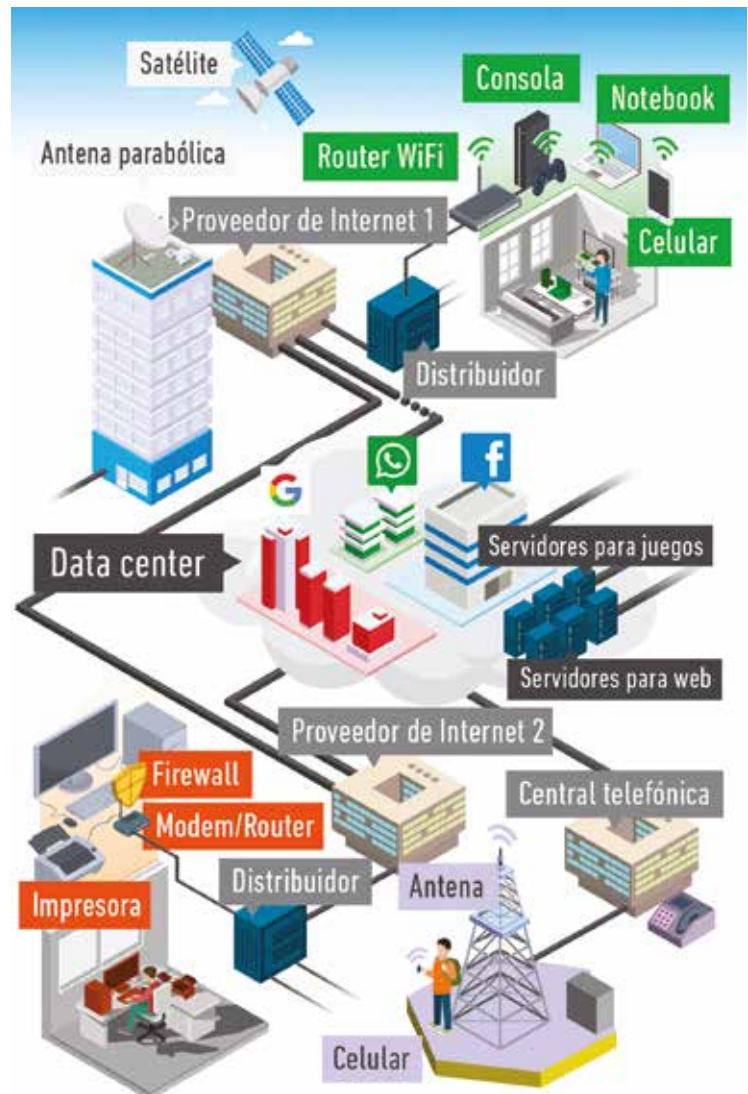 Satélite
Consola
Notebook
Antena parabólica
Router WiFi
Proveedor de Internet 1
Celular
Distribuidor
G
f
Data center
Servidores para juegos
Servidores para web
Proveedor de Internet 2
Firewall
Central telefónica
Modem/Router
Distribuidor
Antena
Impresora
Celular